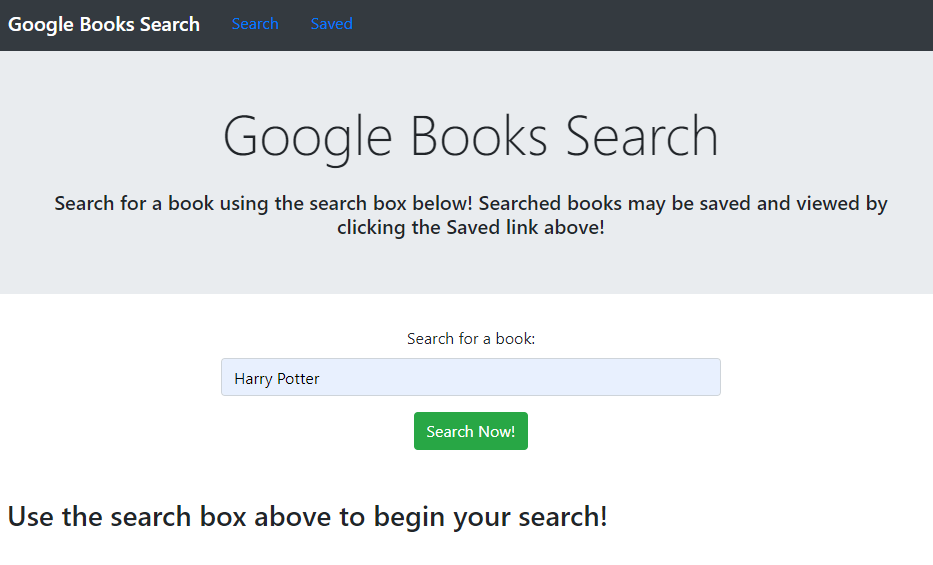 Google Books Search Search Saved
Google Books Search
Search for a book using the search box below! Searched books may be saved and viewed by
clicking the Saved link above!
Search for a book:
Harry Potter
Search Now!
Use the search box above to begin your search!